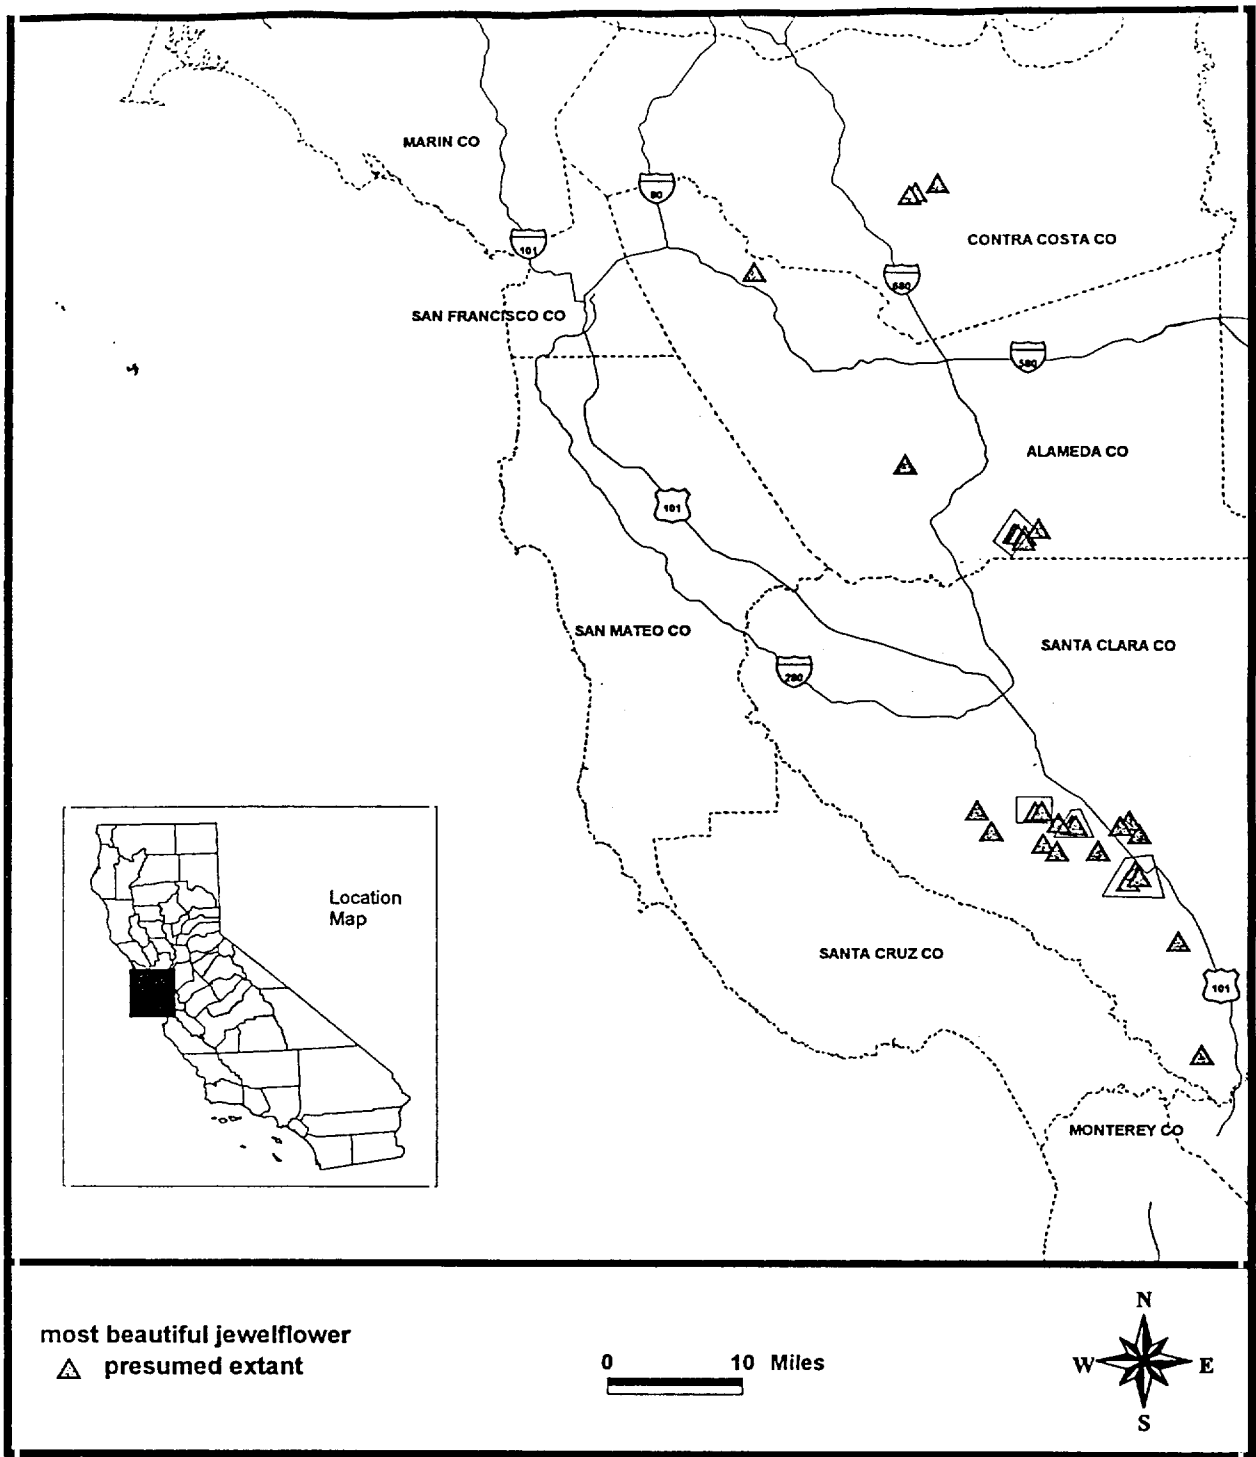 MARIN CO
80
CONTRA COSTA CO
101
680
SAN FRANCISCO CO
580
ALAMEDA CO
101
SAN MATEO CO
SANTA CLARA CO
280
Location
Map
SANTA CRUZ CO
101
MONTEREY CO
most beautiful jewelflower
presumed extant
0 10 Miles
N
W E
S